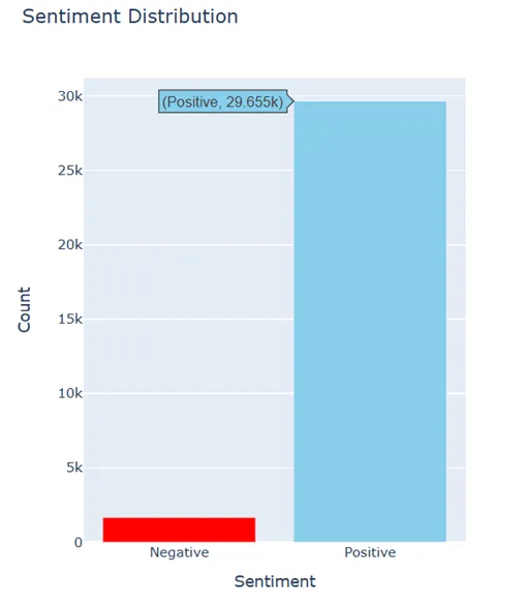 Sentiment Distribution
30k
(Positive, 29.655k)
25k
20k
15k
10k
5k
0
Count
Negative
Positive
Sentiment